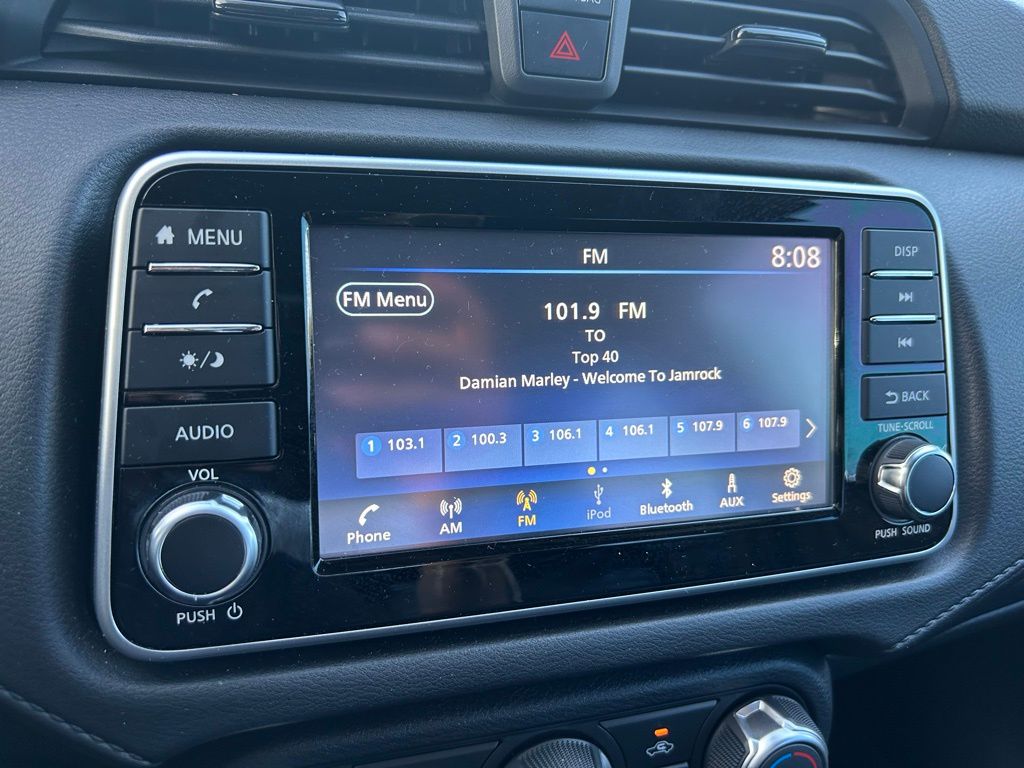 MENU
AUDIO
VOL
PUSH
FM
8:08
FM Menu
101.9 FM
TO
Top 40
Damian Marley - Welcome To Jamrock
1 103.1
2 100.3
3 106.1
4 106.1
5 107.9
6 107.9
Phone
AM
FM
iPod
Bluetooth
AUX
Settings
DISP
BACK
TUNE·SCROLL
PUSH SOUND